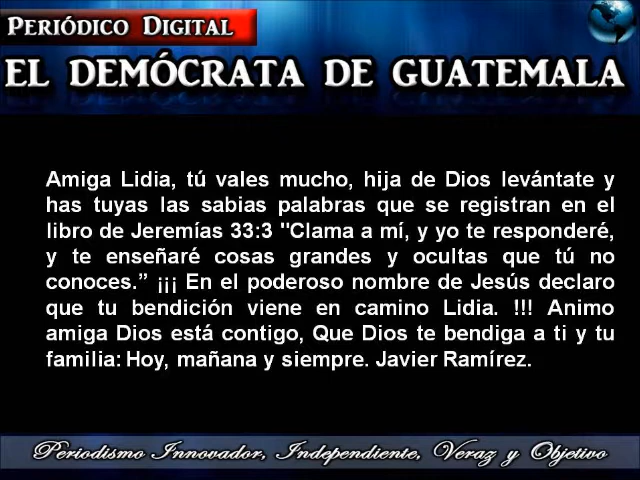 PERIÓDICO DIGITAL
EL DEMÓCRATA DE GUATEMALA
Amiga Lidia, tú vales mucho, hija de Dios levántate y
has tuyas las sabias palabras que se registran en el
libro de Jeremías 33:3 "Clama a mí, y yo te responderé,
y te enseñaré cosas grandes y ocultas que tú no
conoces.” ¡¡¡ En el poderoso nombre de Jesús declaro
que tu bendición viene en camino Lidia. !!! Animo
amiga Dios está contigo, Que Dios te bendiga a ti y tu
familia: Hoy, mañana y siempre. Javier Ramírez.
Periodismo Innovador, Independiente, Veraz y Objetivo